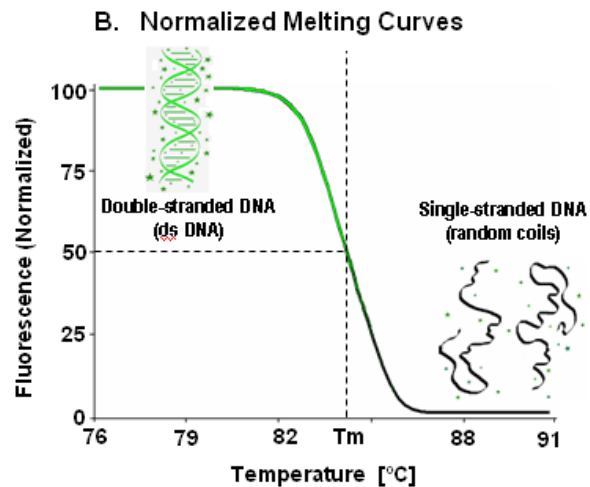 B. Normalized Melting Curves
Fluorescence (Normalized)
100
75
50
25
0
Double-stranded DNA
(ds DNA)
Single-stranded DNA
(random coils)
76 79 82 Tm 88 91
Temperature [°C]